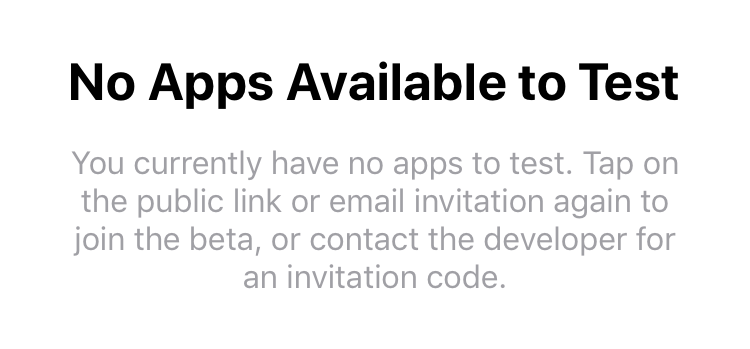 No Apps Available to Test
You currently have no apps to test. Tap on
the public link or email invitation again to
join the beta, or contact the developer for
an invitation code.